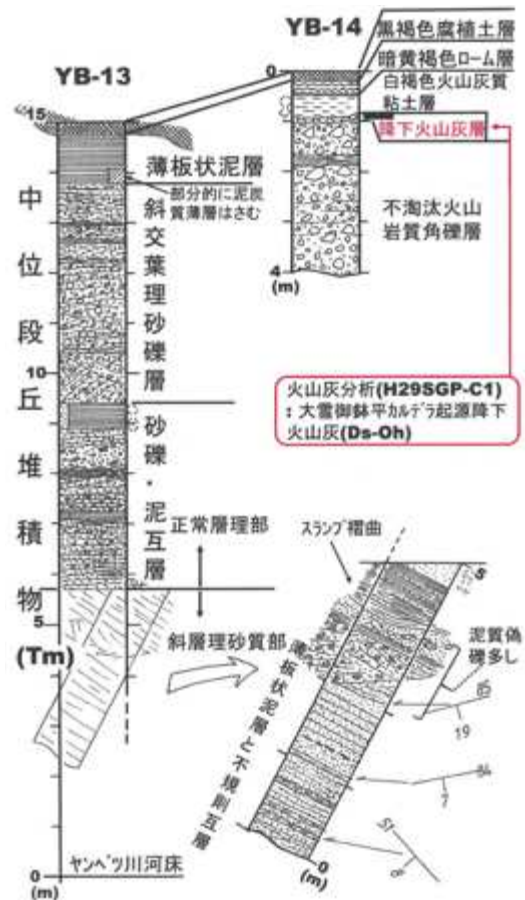 YB-14
YB-13
黒褐色腐植土層
暗黄褐色ローム層
白褐色火山灰質
粘土層
降下火山灰層
0
15
薄板状泥層
部分的に泥炭
質薄層はさむ
不淘汰火山
岩質角礫層
4
(m)
斜交葉理砂礫層
中位段丘堆積物
(Tm)
10
火山灰分析(H29SGP-C1)
：大雪御鉢平カルデラ起源降下
火山灰(Ds-Oh)
砂礫・泥互層
正常層理部
スランプ褶曲
5
5
斜層理砂質部
泥質偽
礫多し
薄板状泥層と不規則互層
19
84
7
51
8
0
(m)
0
(m)
ヤンベツ川河床